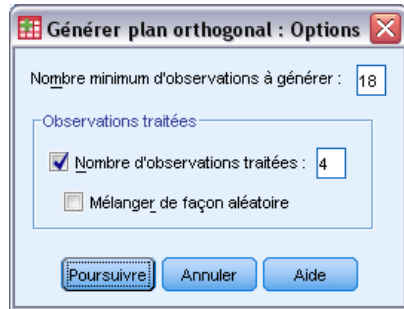 Générer plan orthogonal : Options
Nombre minimum d'observations à générer : 18
Observations traitées
Nombre d'observations traitées : 4
Mélanger de façon aléatoire
Poursuivre Annuler Aide